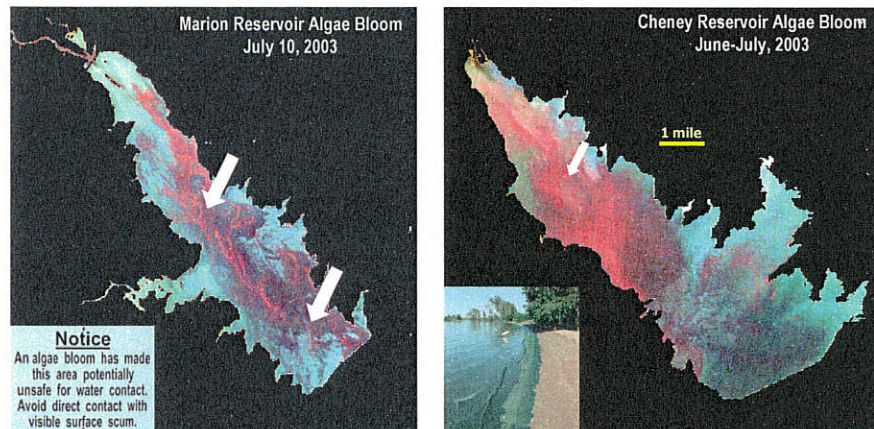 Marion Reservoir Algae Bloom
July 10, 2003
Notice
An algae bloom has made
this area potentially
unsafe for water contact.
Avoid direct contact with
visible surface scum.
Cheney Reservoir Algae Bloom
June-July, 2003
1 mile